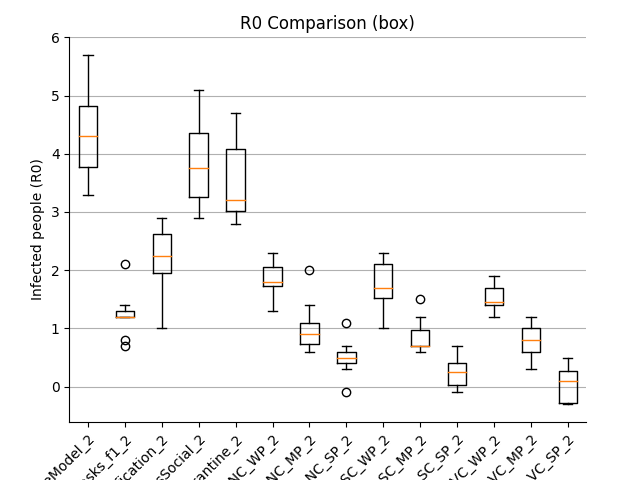 R0 Comparison (box)
Infected people (R0)
6
5
4
3
2
1
0
NC_WP_2
NC_MP_2
NC_SP_2
SC_WP_2
SC_MP_2
SC_SP_2
VC_WP_2
VC_MP_2
VC_SP_2